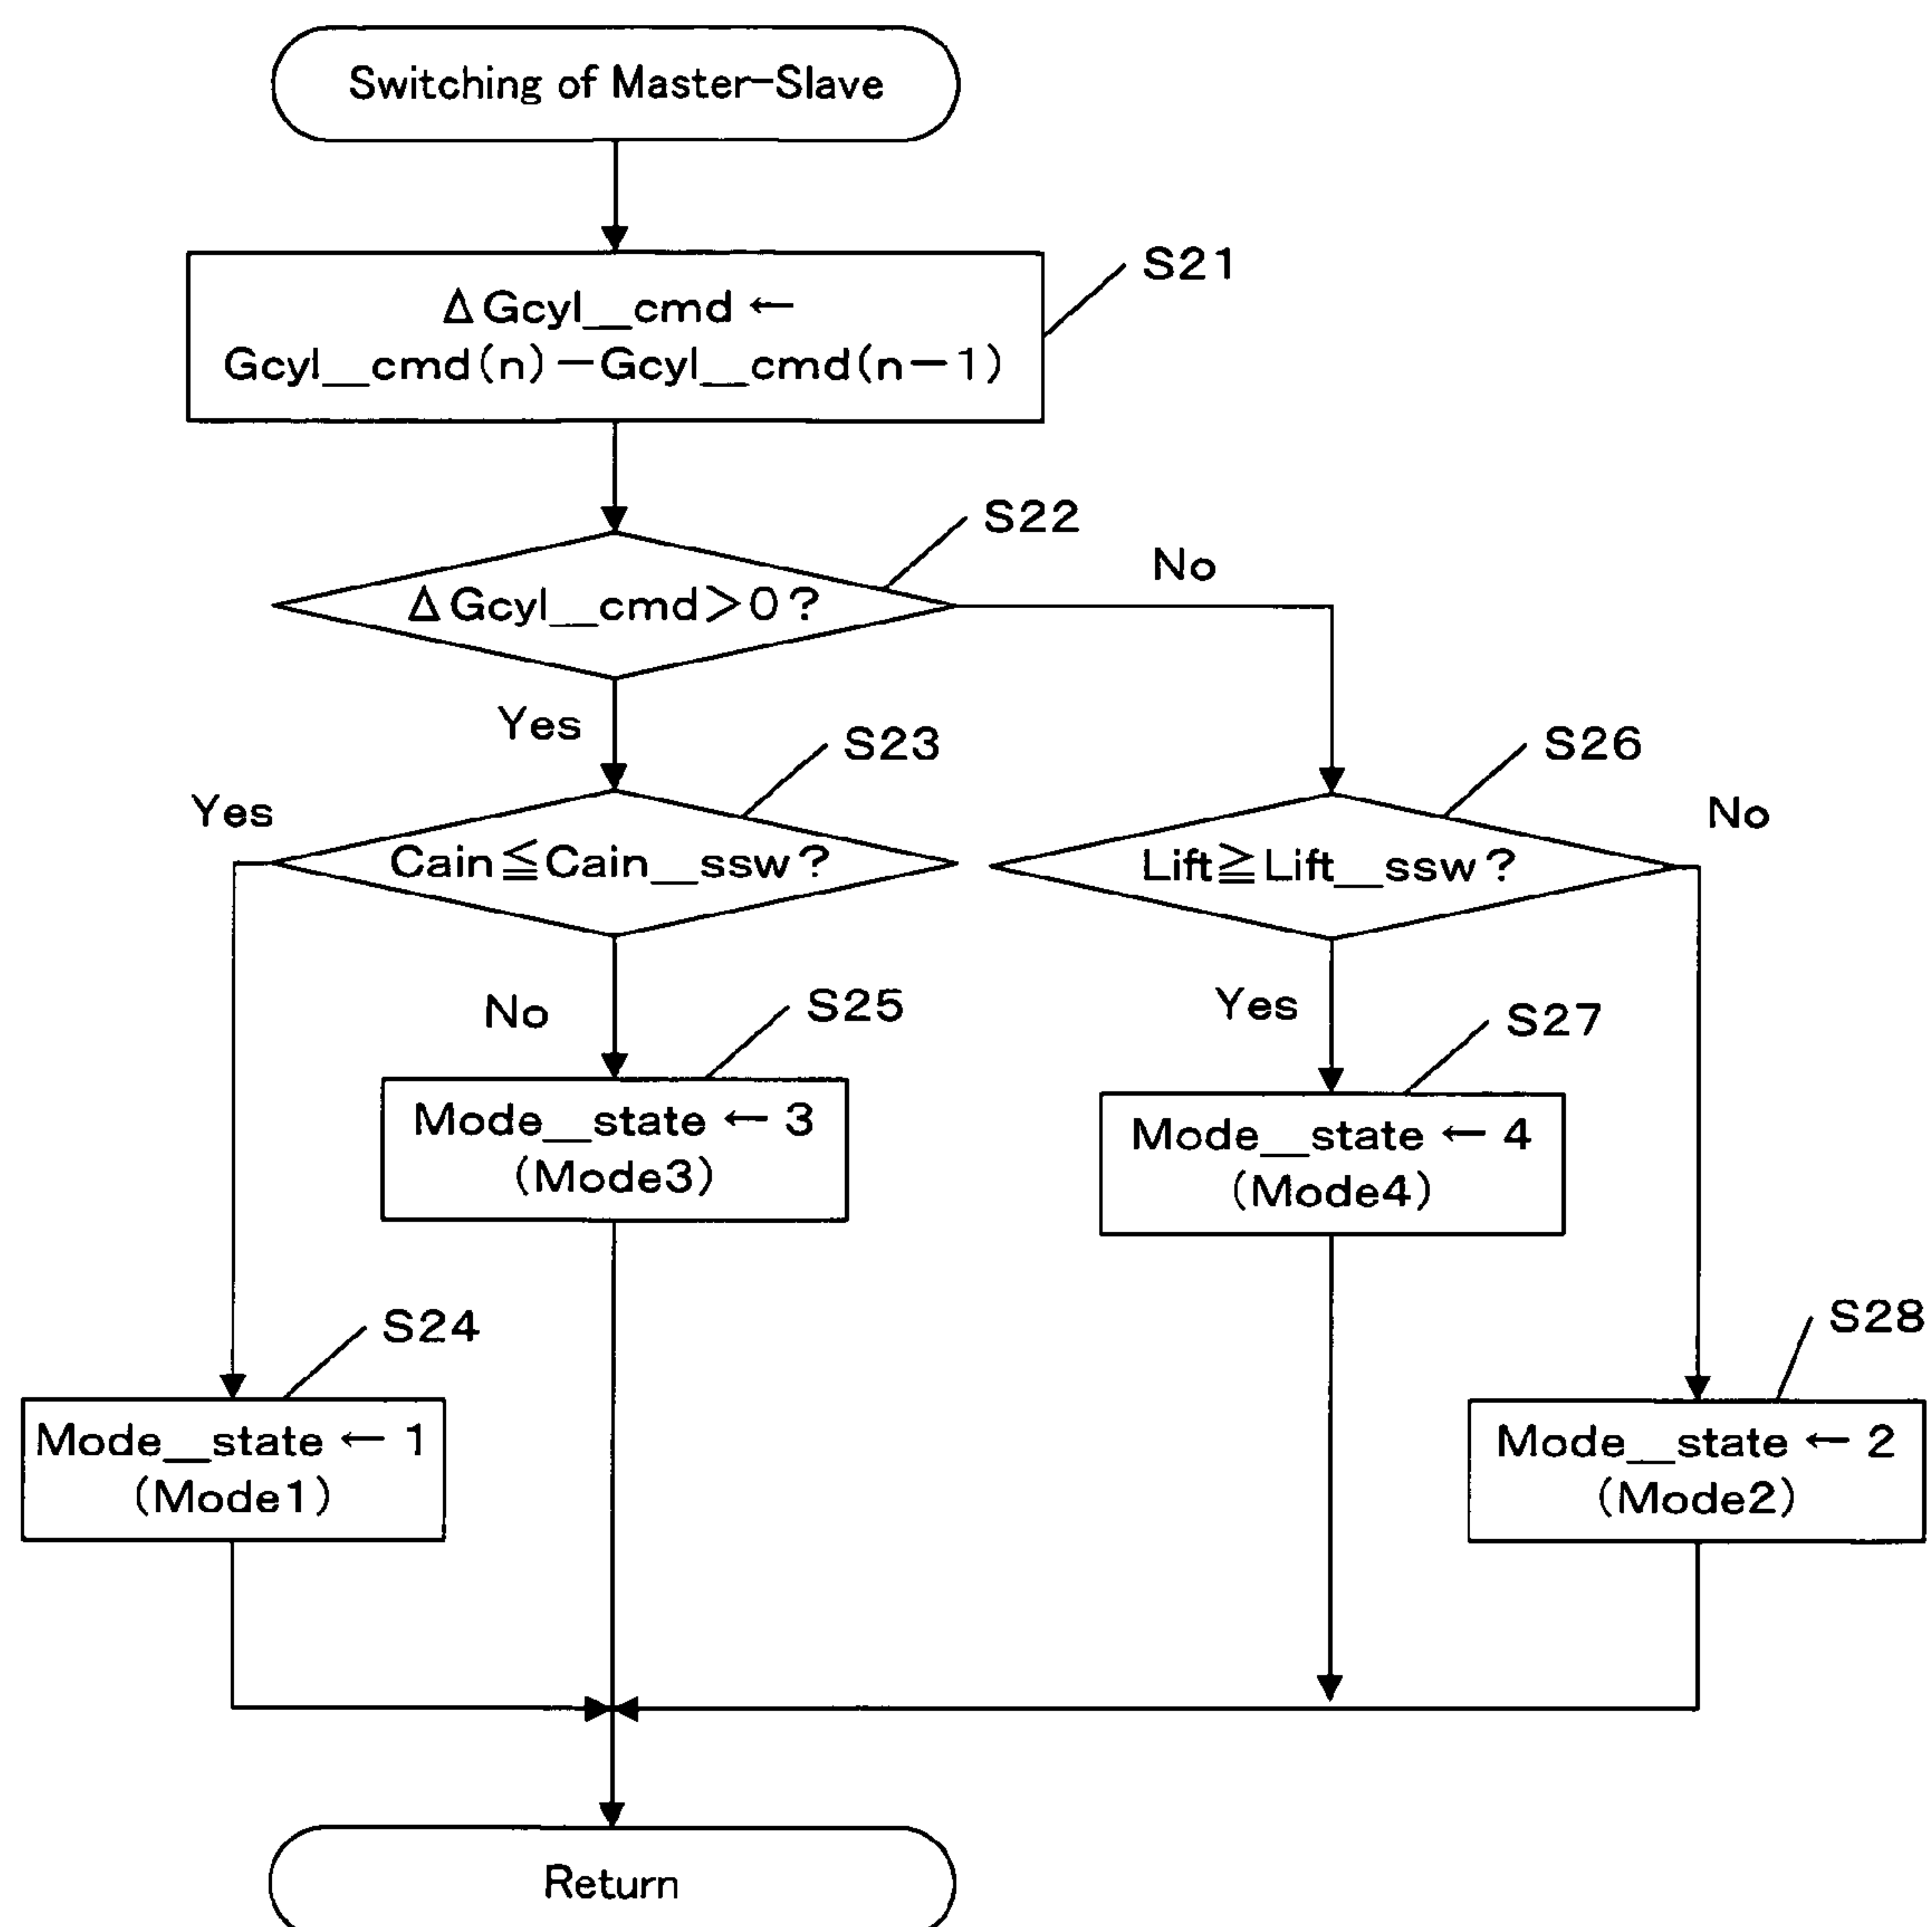 Switching of Master-Slave
S21
ΔGcyl__cmd ←
Gcyl__cmd(n)-Gcyl__cmd(n-1)
S22
No
ΔGcyl__cmd>0?
Yes
S23
S26
Yes
No
Cain≦Cain__ssw?
Lift≧Lift__ssw?
No
S25
Yes
S27
Mode__state ← 3
(Mode3)
Mode__state ← 4
(Mode4)
S24
S28
Mode__state ← 1
(Mode1)
Mode__state ← 2
(Mode2)
Return